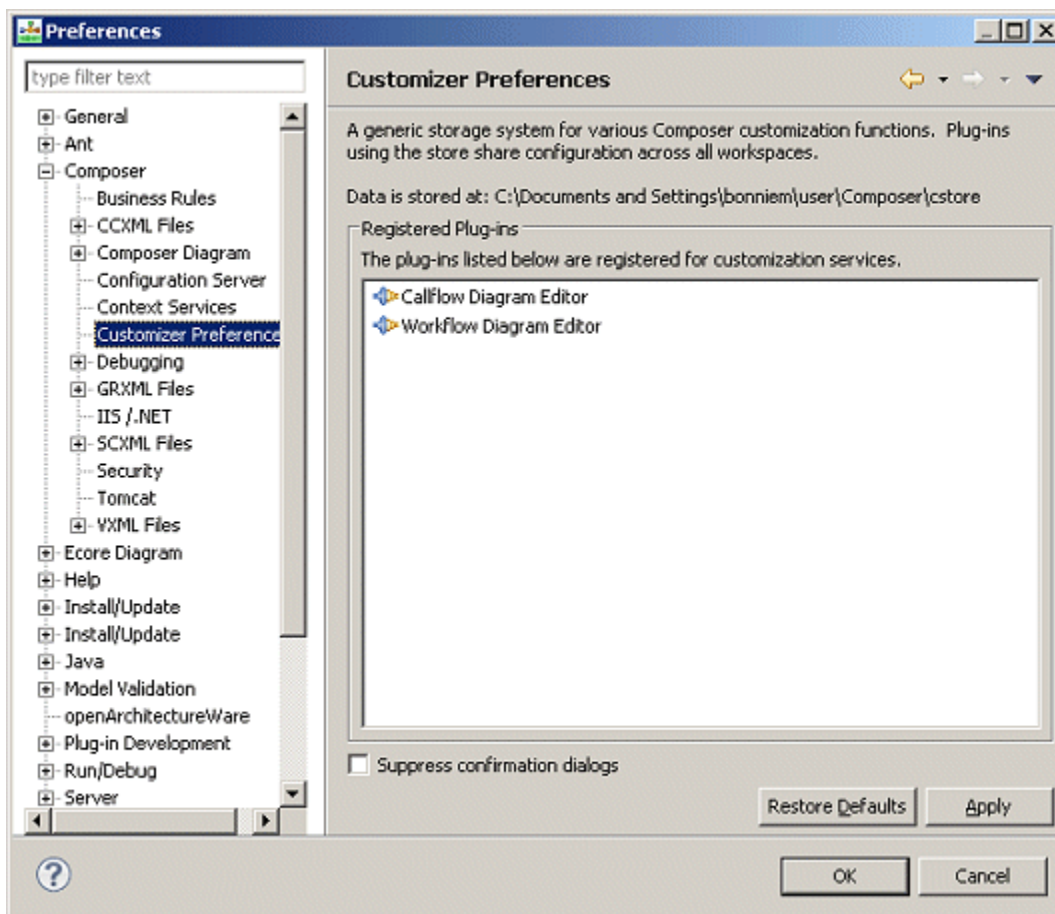 Preferences
type filter text
General
Ant
Composer
Business Rules
CCXML Files
Composer Diagram
Configuration Server
Context Services
Customizer Preference
Debugging
GRXML Files
IIS /.NET
SCXML Files
Security
Tomcat
VXML Files
Ecore Diagram
Help
Install/Update
Install/Update
Java
Model Validation
openArchitectureWare
Plug-in Development
Run/Debug
Server
Customizer Preferences
A generic storage system for various Composer customization functions. Plug-ins
using the store share configuration across all workspaces.
Data is stored at: C:\Documents and Settings\bonniem\user\Composer\cstore
Registered Plug-ins
The plug-ins listed below are registered for customization services.
Callflow Diagram Editor
Workflow Diagram Editor
Suppress confirmation dialogs
Restore Defaults
Apply
OK
Cancel